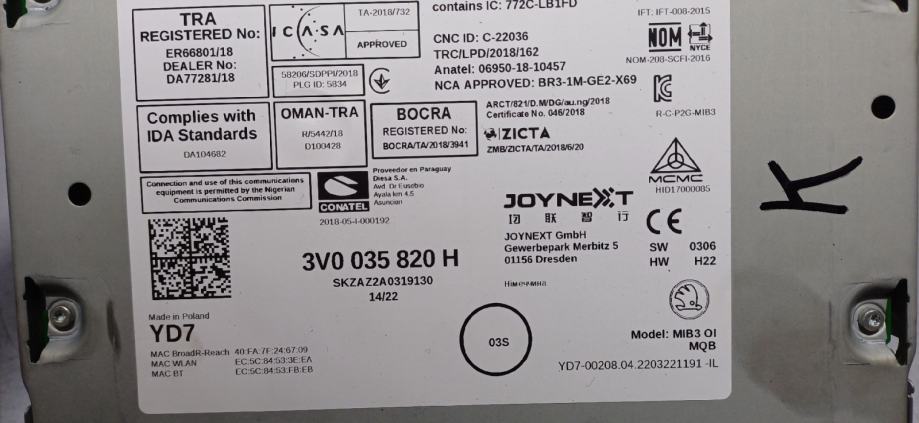 TRA
REGISTERED No:
ER66801/18
DEALER No:
DA77281/18
ICASA
TA-2018/732
APPROVED
58206/SDPPI/2018
PLG ID: 5834
contains IC: 772C-LB1FD
CNC ID: C-22036
TRC/LPD/2018/162
Anatel: 06950-18-10457
NCA APPROVED: BR3-1M-GE2-X69
IFT: IFT-008-2015
NOM
NYCE
NOM-208-SCFI-2016
Complies with
IDA Standards
DA104682
OMAN-TRA
R/5442/18
D100428
BOCRA
REGISTERED No:
BOCRA/TA/2018/3941
ARCT/821/D.M/DG/au.ng/2018
Certificate No. 046/2018
ZICTA
ZMB/ZICTA/TA/2018/6/20
R-C-P2G-MIB3
MCMC
HID17000085
Connection and use of this communications
equipment is permitted by the Nigerian
Communications Commission
CONATEL
2018-05-I-000192
Proveedor en Paraguay
Diesa S.A.
Avd. Dr Eusebio
Ayala km 4.5
Asuncion
JOYNEXT
均 联 智 行
JOYNEXT GmbH
Gewerbepark Merbitz 5
01156 Dresden
Німеччина
CE
SW 0306
HW H22
3V0 035 820 H
SKZAZ2A0319130
14/22
Made in Poland
YD7
MAC BroadR-Reach 40:FA:7F:24:67:09
MAC WLAN EC:5C:84:53:3E:EA
MAC BT EC:5C:84:53:FB:EB
03S
Model: MIB3 OI
MQB
YD7-00208.04.2203221191 -IL
K